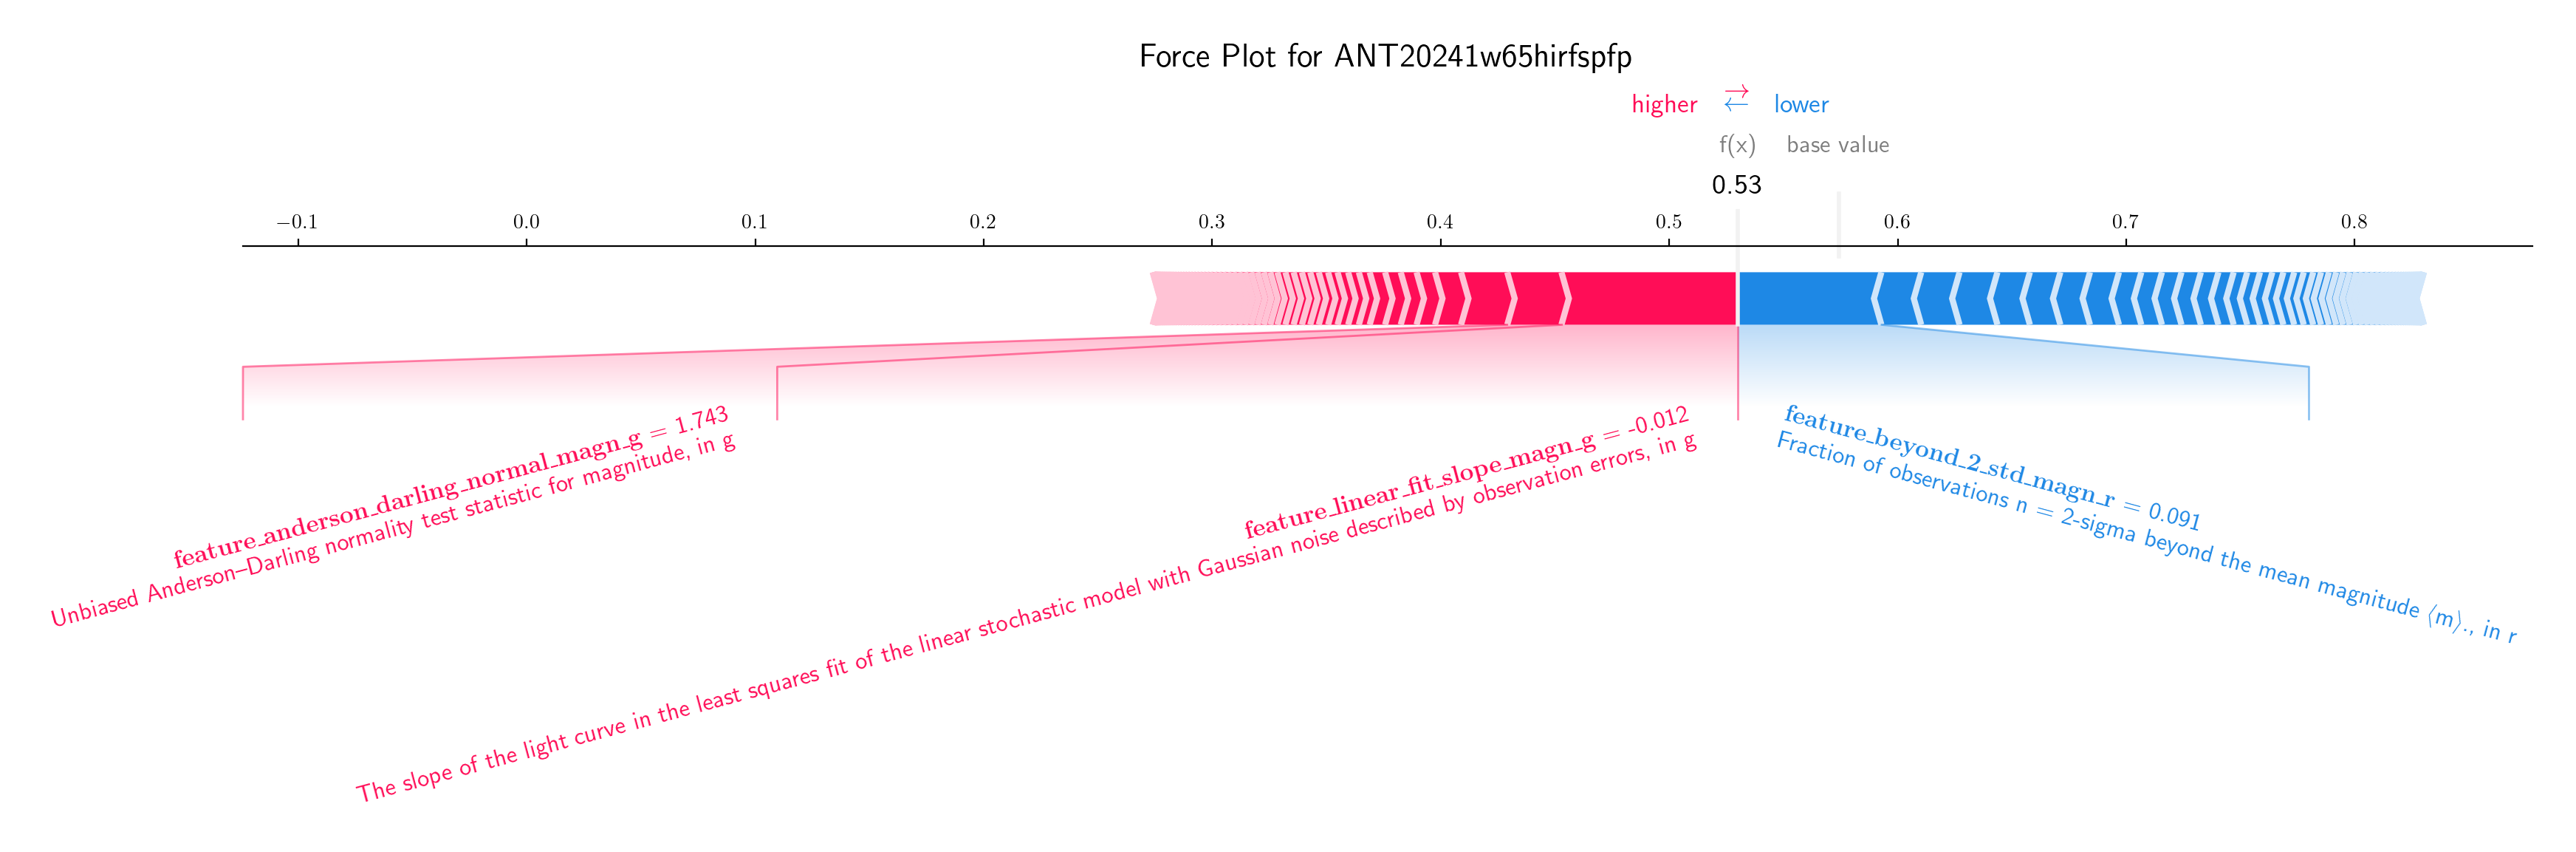 Force Plot for ANT20241w65hirfspfp
higher → ← lower
f(x) base value
0.53
−0.1 0.0 0.1 0.2 0.3 0.4 0.5 0.6 0.7 0.8
feature_anderson_darling_normal_magn_g = 1.743
Unbiased Anderson–Darling normality test statistic for magnitude, in g
feature_linear_fit_slope_magn_g = -0.012
The slope of the light curve in the least squares fit of the linear stochastic model with Gaussian noise described by observation errors, in g
feature_beyond_2_std_magn_r = 0.091
Fraction of observations n = 2-sigma beyond the mean magnitude ⟨m⟩., in r